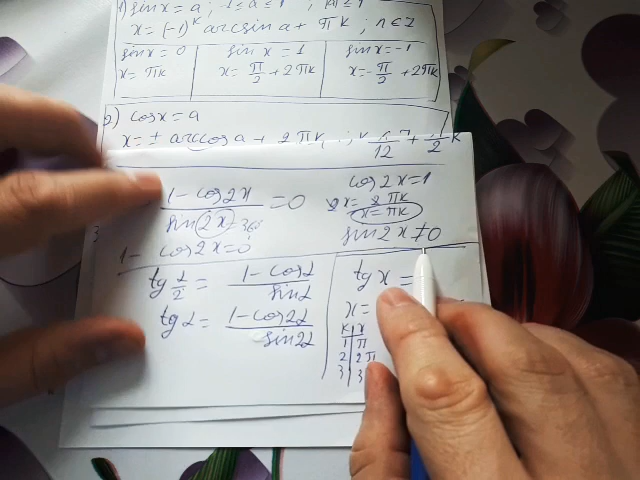 1) sin x = a; -1 ≤ a ≤ 1
x = (-1)^k arcsin a + πk; n ∈ Z
sin x = 0
x = πk
sin x = 1
x = π/2 + 2πk
sin x = -1
x = -π/2 + 2πk
2) cos x = a
x = ± arccos a + 2πk
12
2
(1 - cos 2x)/(sin 2x) = 0
1 - cos 2x = 0
cos 2x = 1
2x = 2πk
x = πk
sin 2x ≠ 0
tg α/2 = (1 - cos α)/(sin α)
tg α = (1 - cos 2α)/(sin 2α)
tg x =
x =
k | x
1 | π
2 | 2π
3 | 3